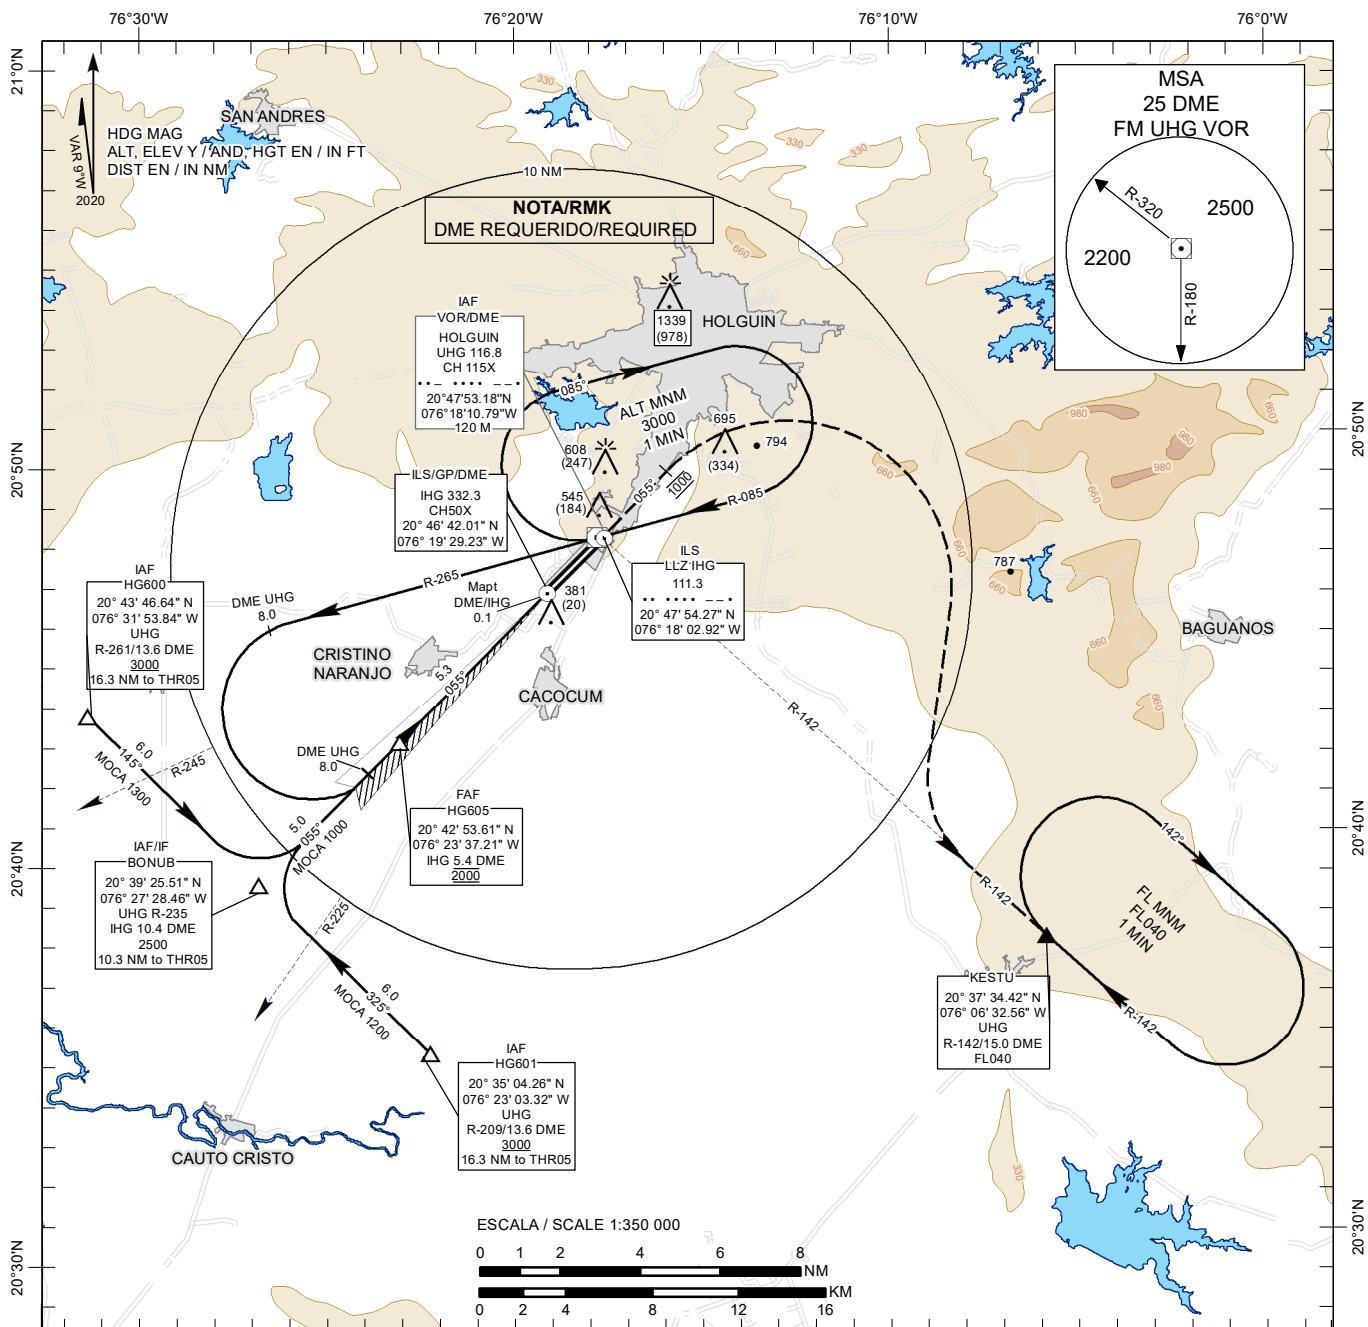 76°30'W
76°20'W
76°10'W
76°0'W
21°0'N
20°50'N
20°40'N
20°30'N
20°50'N
20°40'N
20°30'N
VAR 9°W
2020
HDG MAG
ALT, ELEV Y / AND, HGT EN / IN FT
DIST EN / IN NM
SAN ANDRES
10 NM
NOTA/RMK
DME REQUERIDO/REQUIRED
MSA
25 DME
FM UHG VOR
R-320
2500
2200
R-180
330
330
330
660
660
980
980
980
660
660
660
660
660
660
330
IAF
VOR/DME
HOLGUIN
UHG 116.8
CH 115X
··– ···· ––·
20°47'53.18"N
076°18'10.79"W
120 M
1339
(978)
HOLGUIN
085°
ALT MNM
3000
1 MIN
695
(334)
794
608
(247)
545
(184)
055°
1000
R-085
787
ILS/GP/DME
IHG 332.3
CH50X
20° 46' 42.01" N
076° 19' 29.23" W
R-265
Mapt
DME/IHG
0.1
381
(20)
ILS
LLZ IHG
111.3
·· ···· ––·
20° 47' 54.27" N
076° 18' 02.92" W
BAGUANOS
IAF
HG600
20° 43' 46.64" N
076° 31' 53.84" W
UHG
R-261/13.6 DME
3000
16.3 NM to THR05
DME UHG
8.0
CRISTINO
NARANJO
CACOCUM
5.3
055°
R-142
6.0
145°
MOCA 1300
R-245
DME UHG
8.0
FAF
HG605
20° 42' 53.61" N
076° 23' 37.21" W
IHG 5.4 DME
2000
5.0
055°
MOCA 1000
IAF/IF
BONUB
20° 39' 25.51" N
076° 27' 28.46" W
UHG R-235
IHG 10.4 DME
2500
10.3 NM to THR05
R-225
142°
R-142
FL MNM
FL040
1 MIN
R-142
KESTU
20° 37' 34.42" N
076° 06' 32.56" W
UHG
R-142/15.0 DME
FL040
6.0
325°
MOCA 1200
IAF
HG601
20° 35' 04.26" N
076° 23' 03.32" W
UHG
R-209/13.6 DME
3000
16.3 NM to THR05
CAUTO CRISTO
ESCALA / SCALE 1:350 000
0 1 2 4 6 8
NM
KM
0 2 4 8 12 16